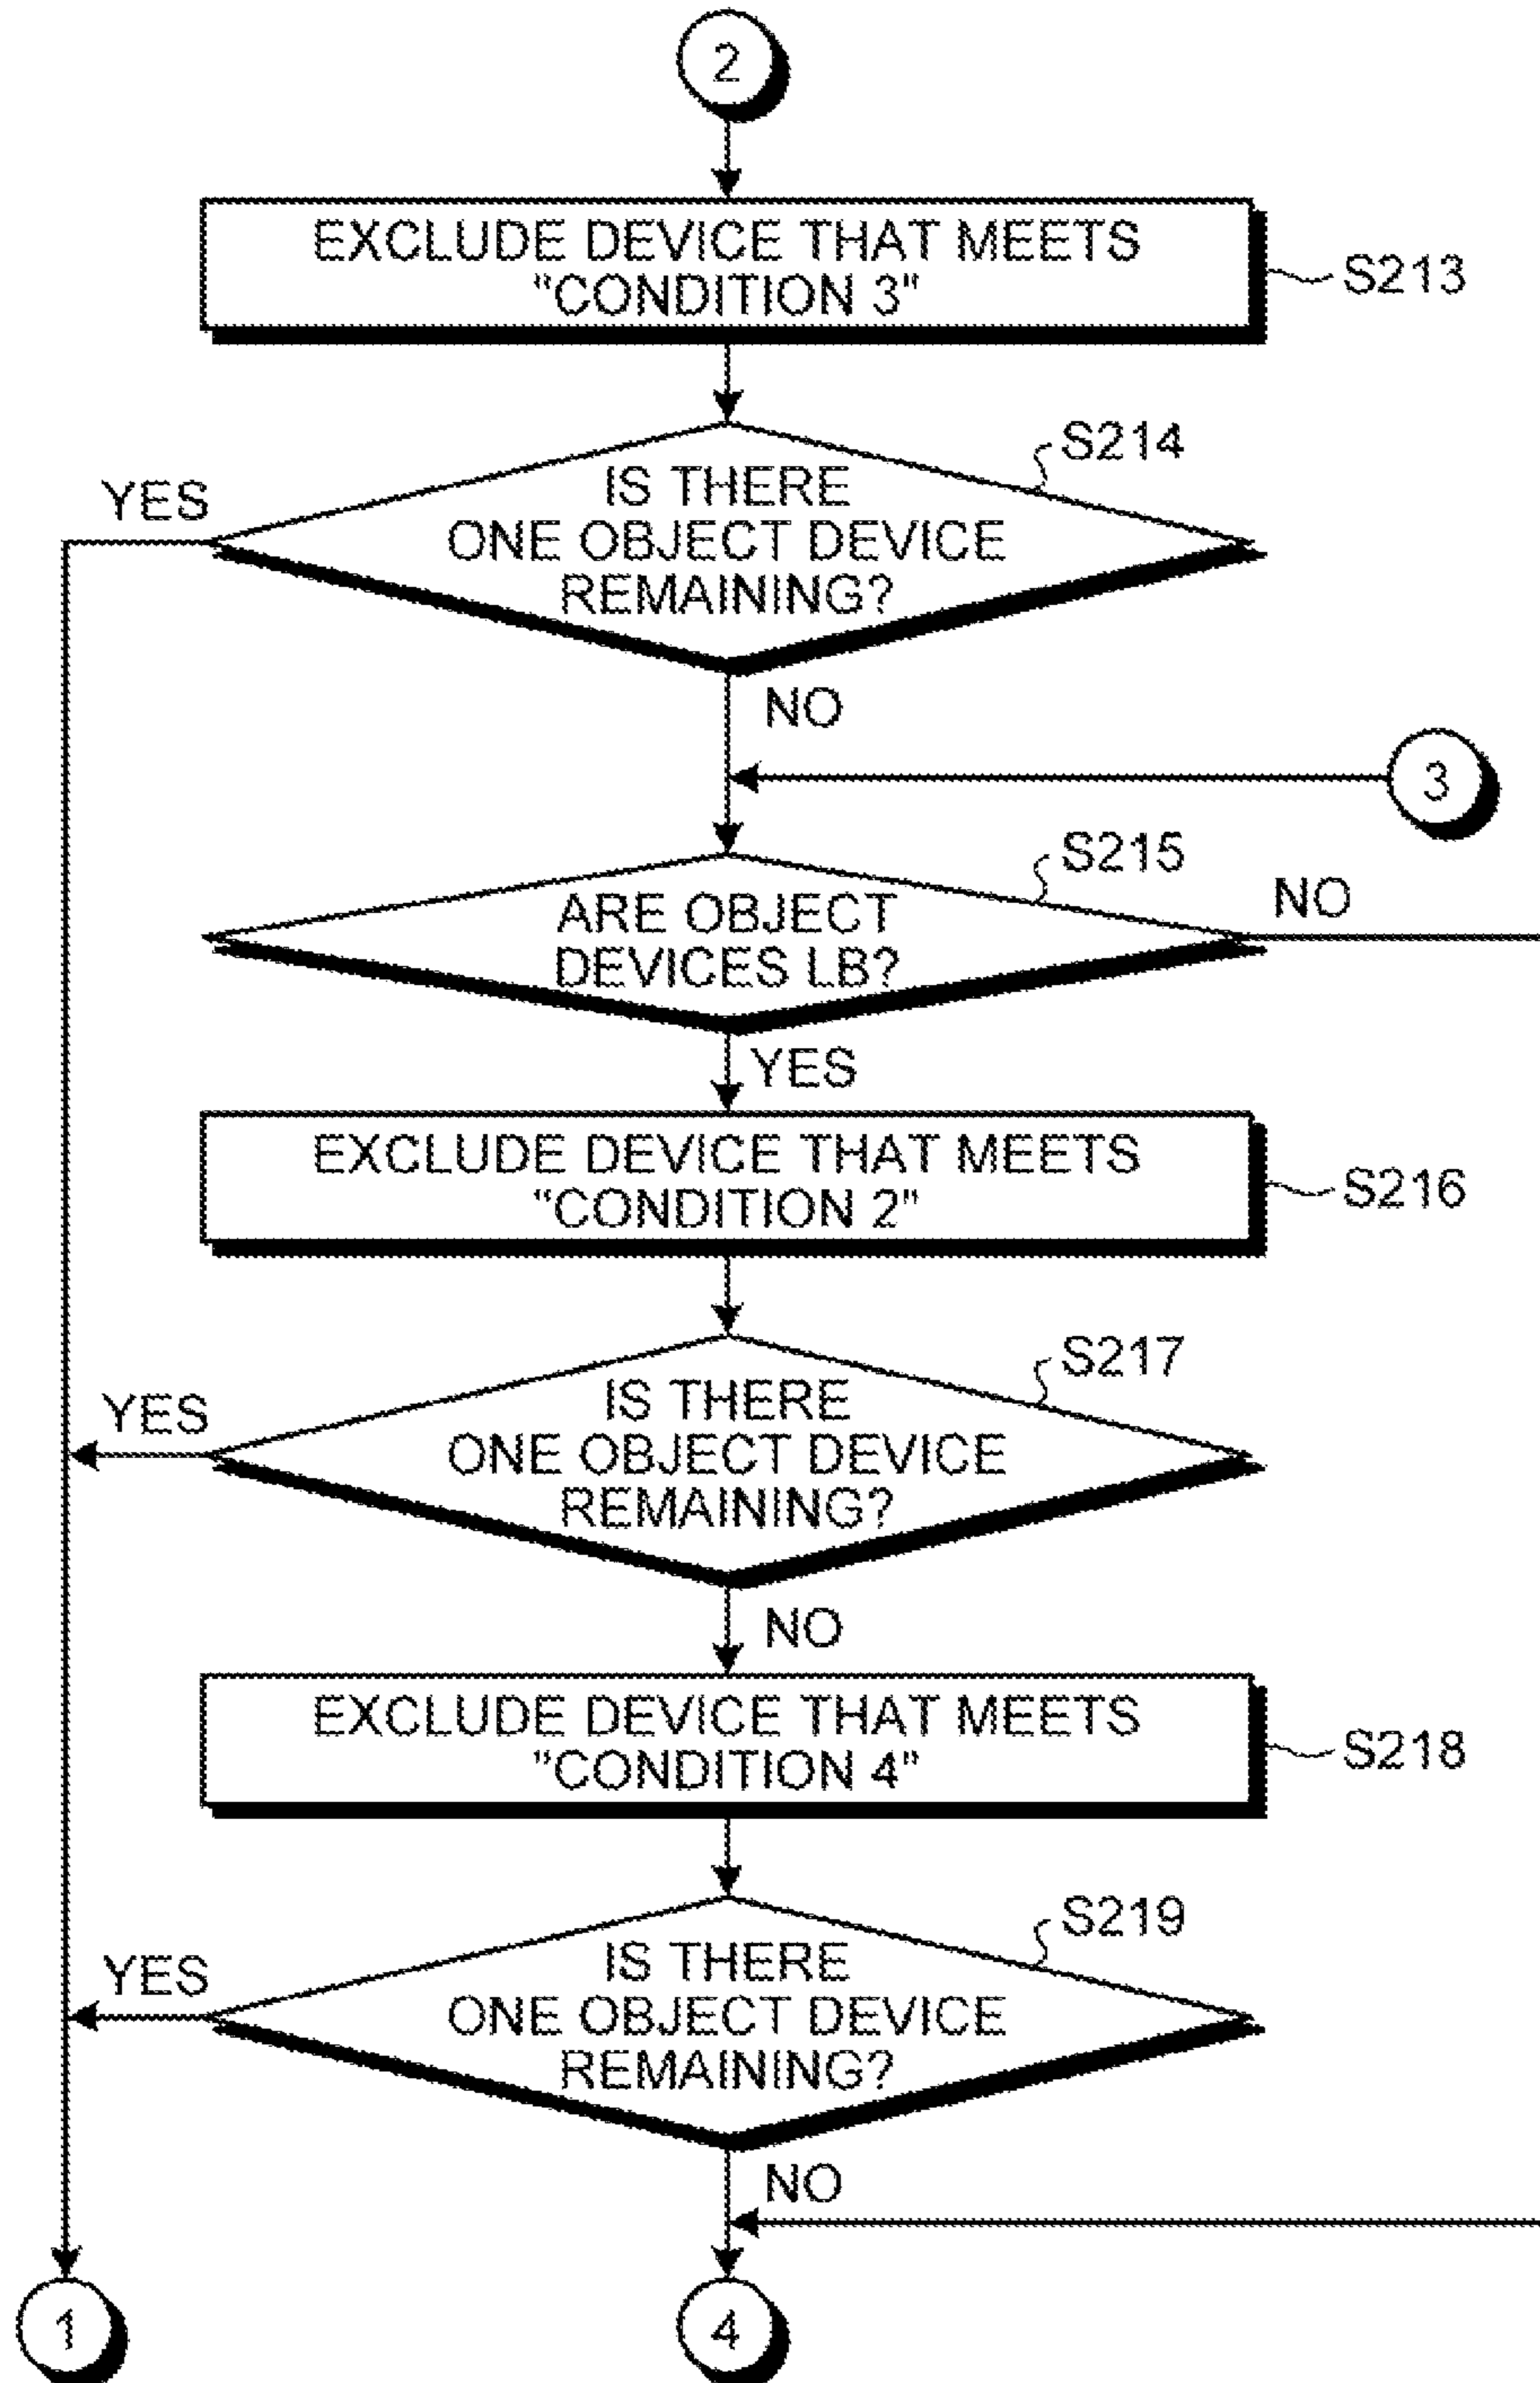 2
EXCLUDE DEVICE THAT MEETS
"CONDITION 3"
S213
S214
YES
IS THERE
ONE OBJECT DEVICE
REMAINING?
NO
3
S215
ARE OBJECT
DEVICES LB?
NO
YES
EXCLUDE DEVICE THAT MEETS
"CONDITION 2"
S216
S217
YES
IS THERE
ONE OBJECT DEVICE
REMAINING?
NO
EXCLUDE DEVICE THAT MEETS
"CONDITION 4"
S218
S219
YES
IS THERE
ONE OBJECT DEVICE
REMAINING?
NO
1
4